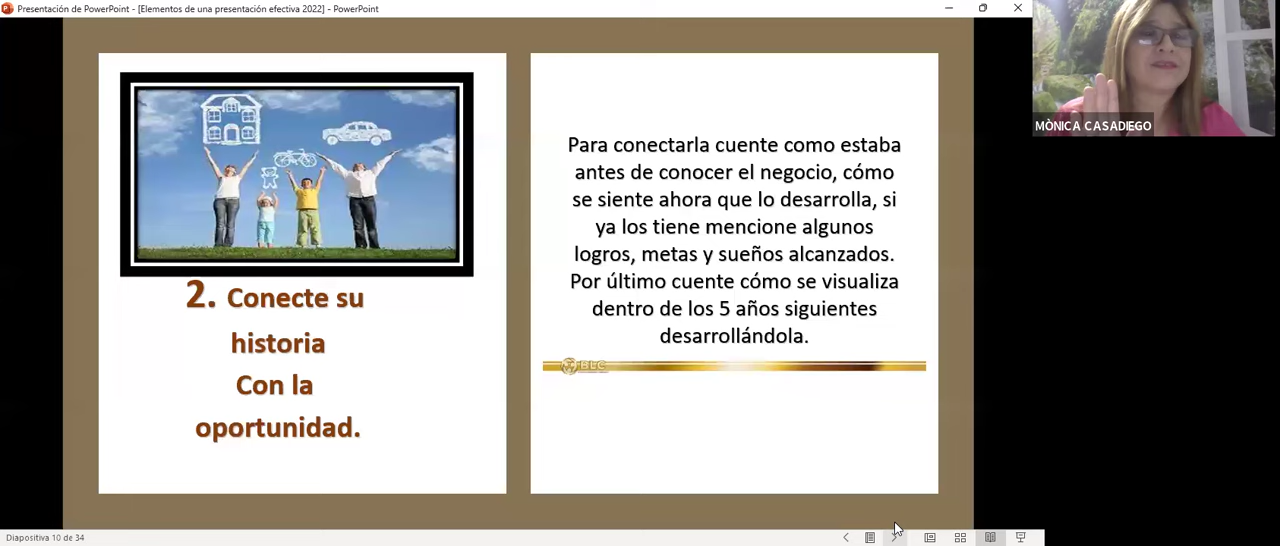 Presentación de PowerPoint - [Elementos de una presentación efectiva 2022] - PowerPoint
MÒNICA CASADIEGO
2. Conecte su
historia
Con la
oportunidad.
Para conectarla cuente como estaba
antes de conocer el negocio, cómo
se siente ahora que lo desarrolla, si
ya los tiene mencione algunos
logros, metas y sueños alcanzados.
Por último cuente cómo se visualiza
dentro de los 5 años siguientes
desarrollándola.
BLC
Diapositiva 10 de 34